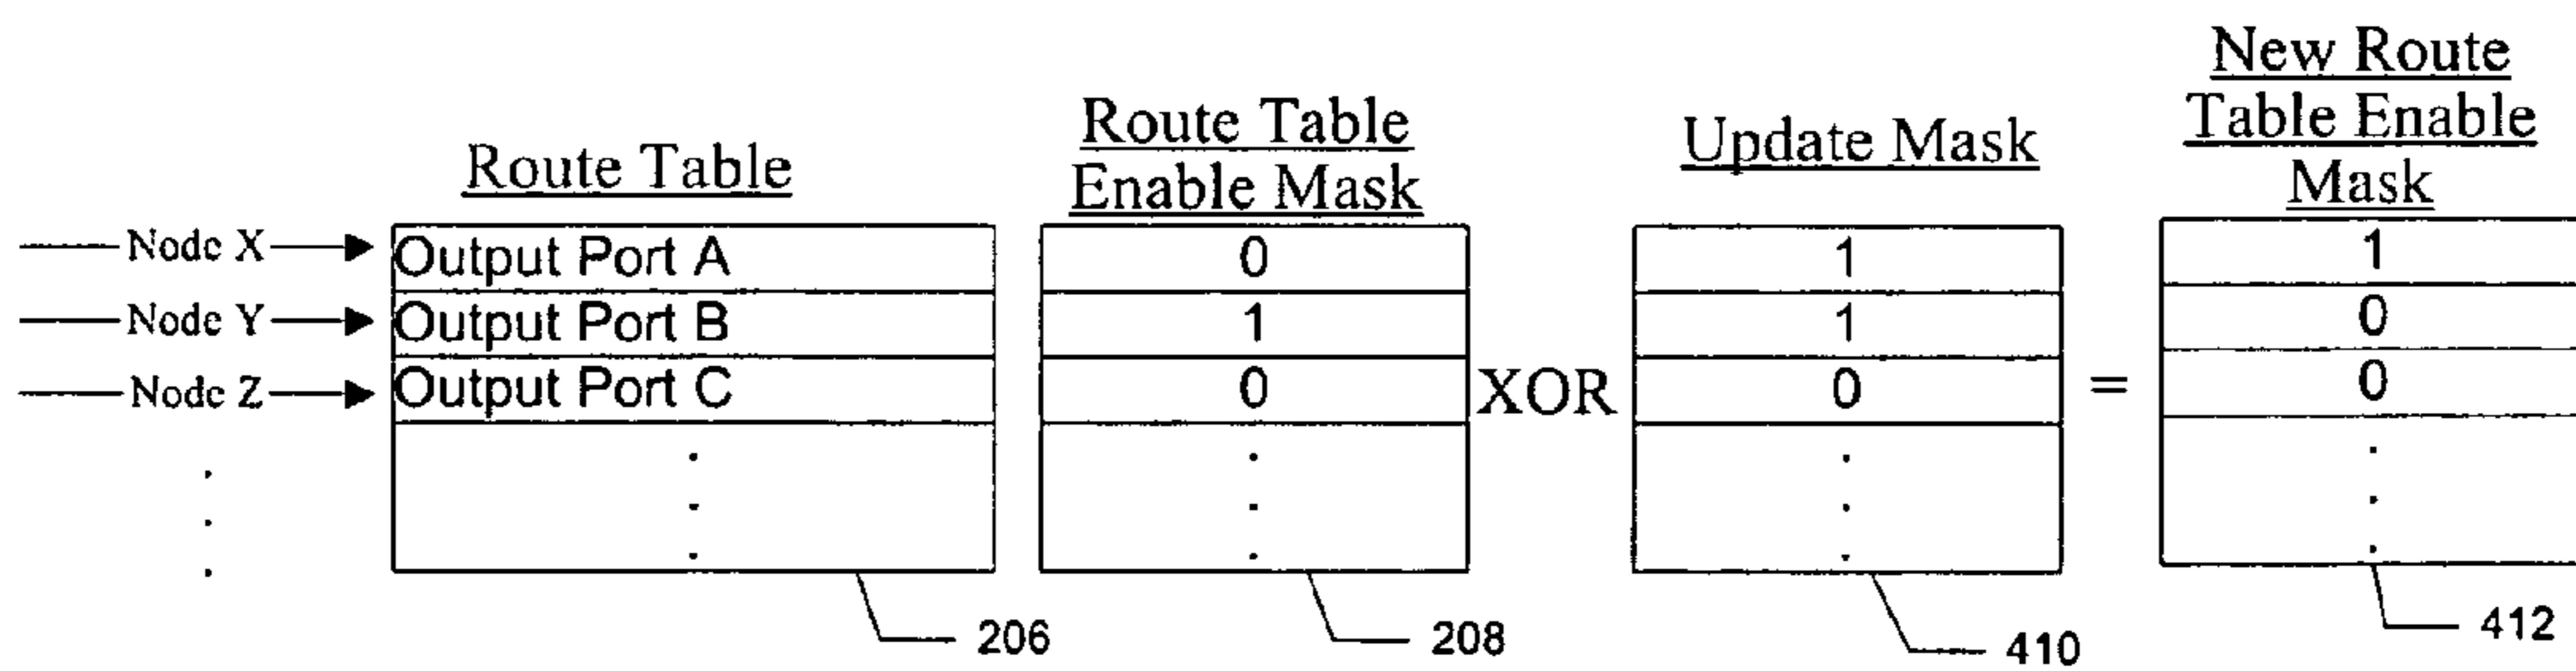 New Route
Table Enable
Mask
Route Table
Enable Mask
Update Mask
Route Table
Node X Output Port A 0 1 1
Node Y Output Port B 1 1 0
Node Z Output Port C 0 XOR 0 = 0
206 208 410 412